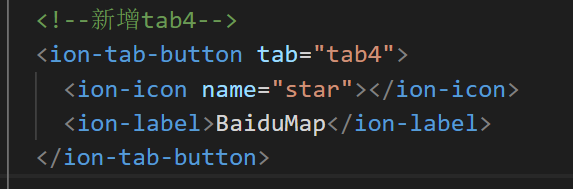 <!--新增tab4-->
<ion-tab-button tab="tab4">
<ion-icon name="star"></ion-icon>
<ion-label>BaiduMap</ion-label>
</ion-tab-button>